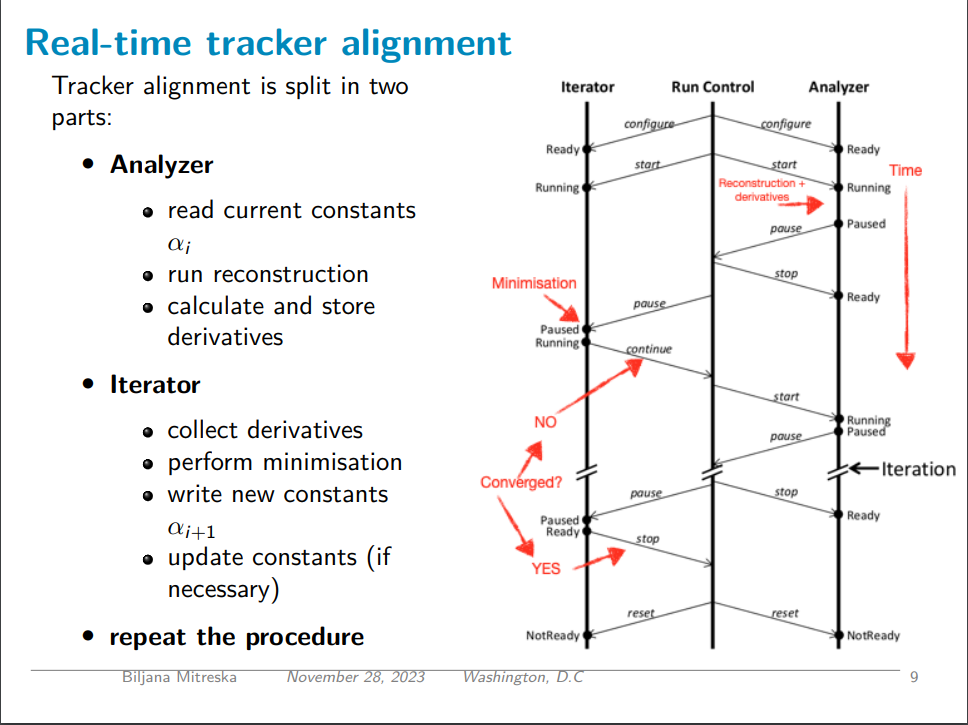 Real-time tracker alignment
Tracker alignment is split in two
parts:
• Analyzer
• read current constants
αi
• run reconstruction
• calculate and store
derivatives
• Iterator
• collect derivatives
• perform minimisation
• write new constants
αi+1
• update constants (if
necessary)
• repeat the procedure
Iterator Run Control Analyzer
configure configure
Ready Ready
start start
Running Running
Time
Reconstruction +
derivatives
Paused
pause
stop
Ready
Minimisation
pause
Paused
Running
continue
start
NO
Running
Paused
pause
Iteration
Converged?
pause stop
Paused Ready
Ready
stop
YES
reset reset
NotReady NotReady
Biljana Mitreska November 28, 2023 Washington, D.C 9